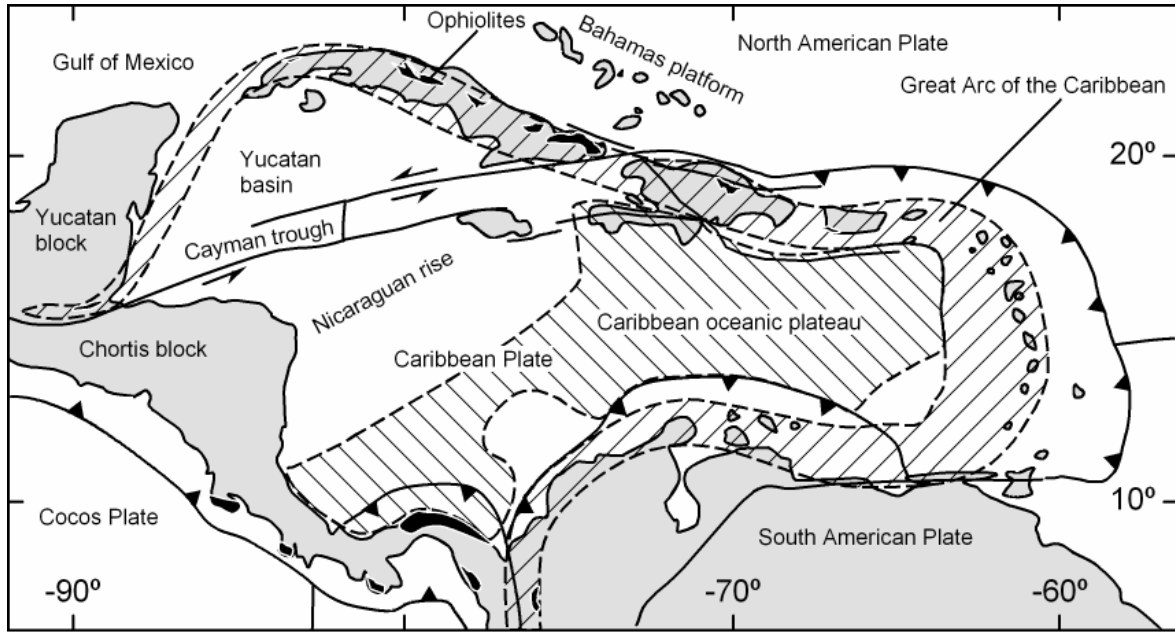 Ophiolites
Bahamas platform
North American Plate
Gulf of Mexico
Great Arc of the Caribbean
20º
Yucatan
basin
Yucatan
block
Cayman trough
Nicaraguan rise
Caribbean oceanic plateau
Chortis block
Caribbean Plate
10º
Cocos Plate
South American Plate
-90º
-70º
-60º